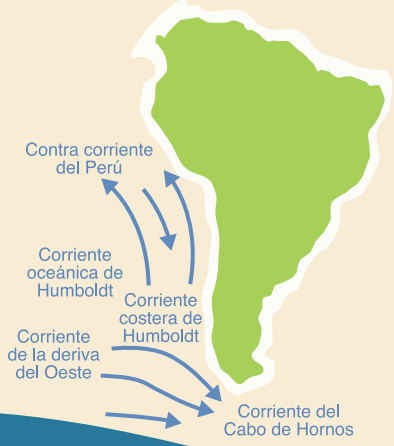 Contra corriente
del Perú
Corriente
oceánica de
Humboldt
Corriente
costera de
Humboldt
Corriente
de la deriva
del Oeste
Corriente del
Cabo de Hornos